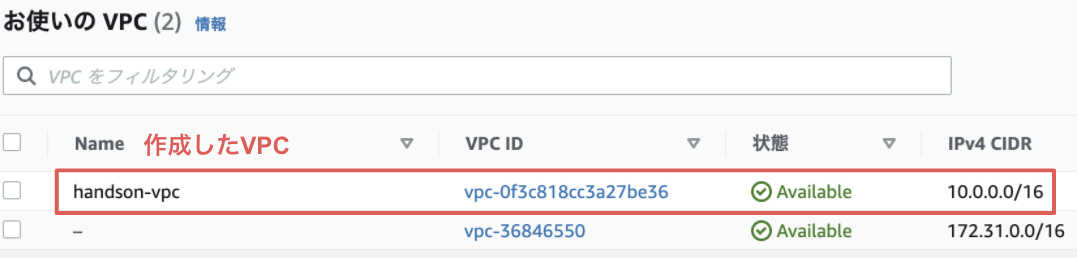 お使いの VPC (2) 情報
VPC をフィルタリング
Name 作成したVPC VPC ID 状態 IPv4 CIDR
handson-vpc vpc-0f3c818cc3a27be36 Available 10.0.0.0/16
– vpc-36846550 Available 172.31.0.0/16